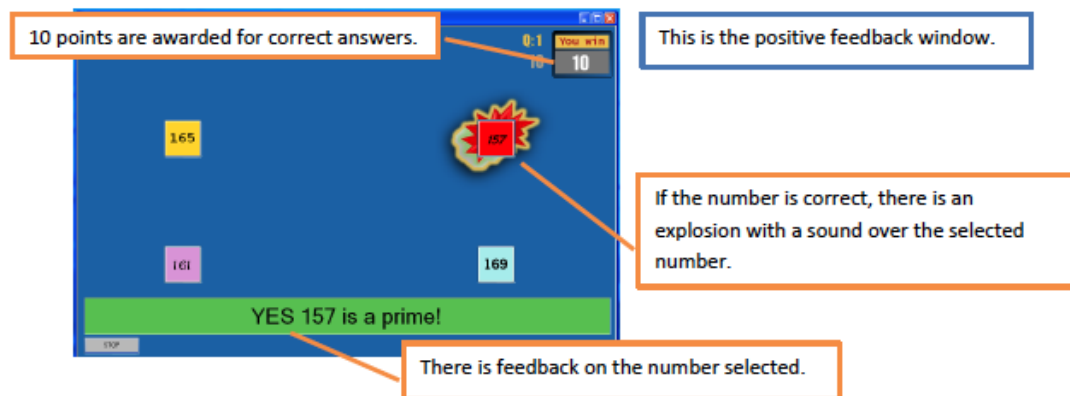 10 points are awarded for correct answers.
This is the positive feedback window.
Q:1 You win
10 10
165
157
If the number is correct, there is an
explosion with a sound over the selected
number.
161
169
YES 157 is a prime!
STOP
There is feedback on the number selected.